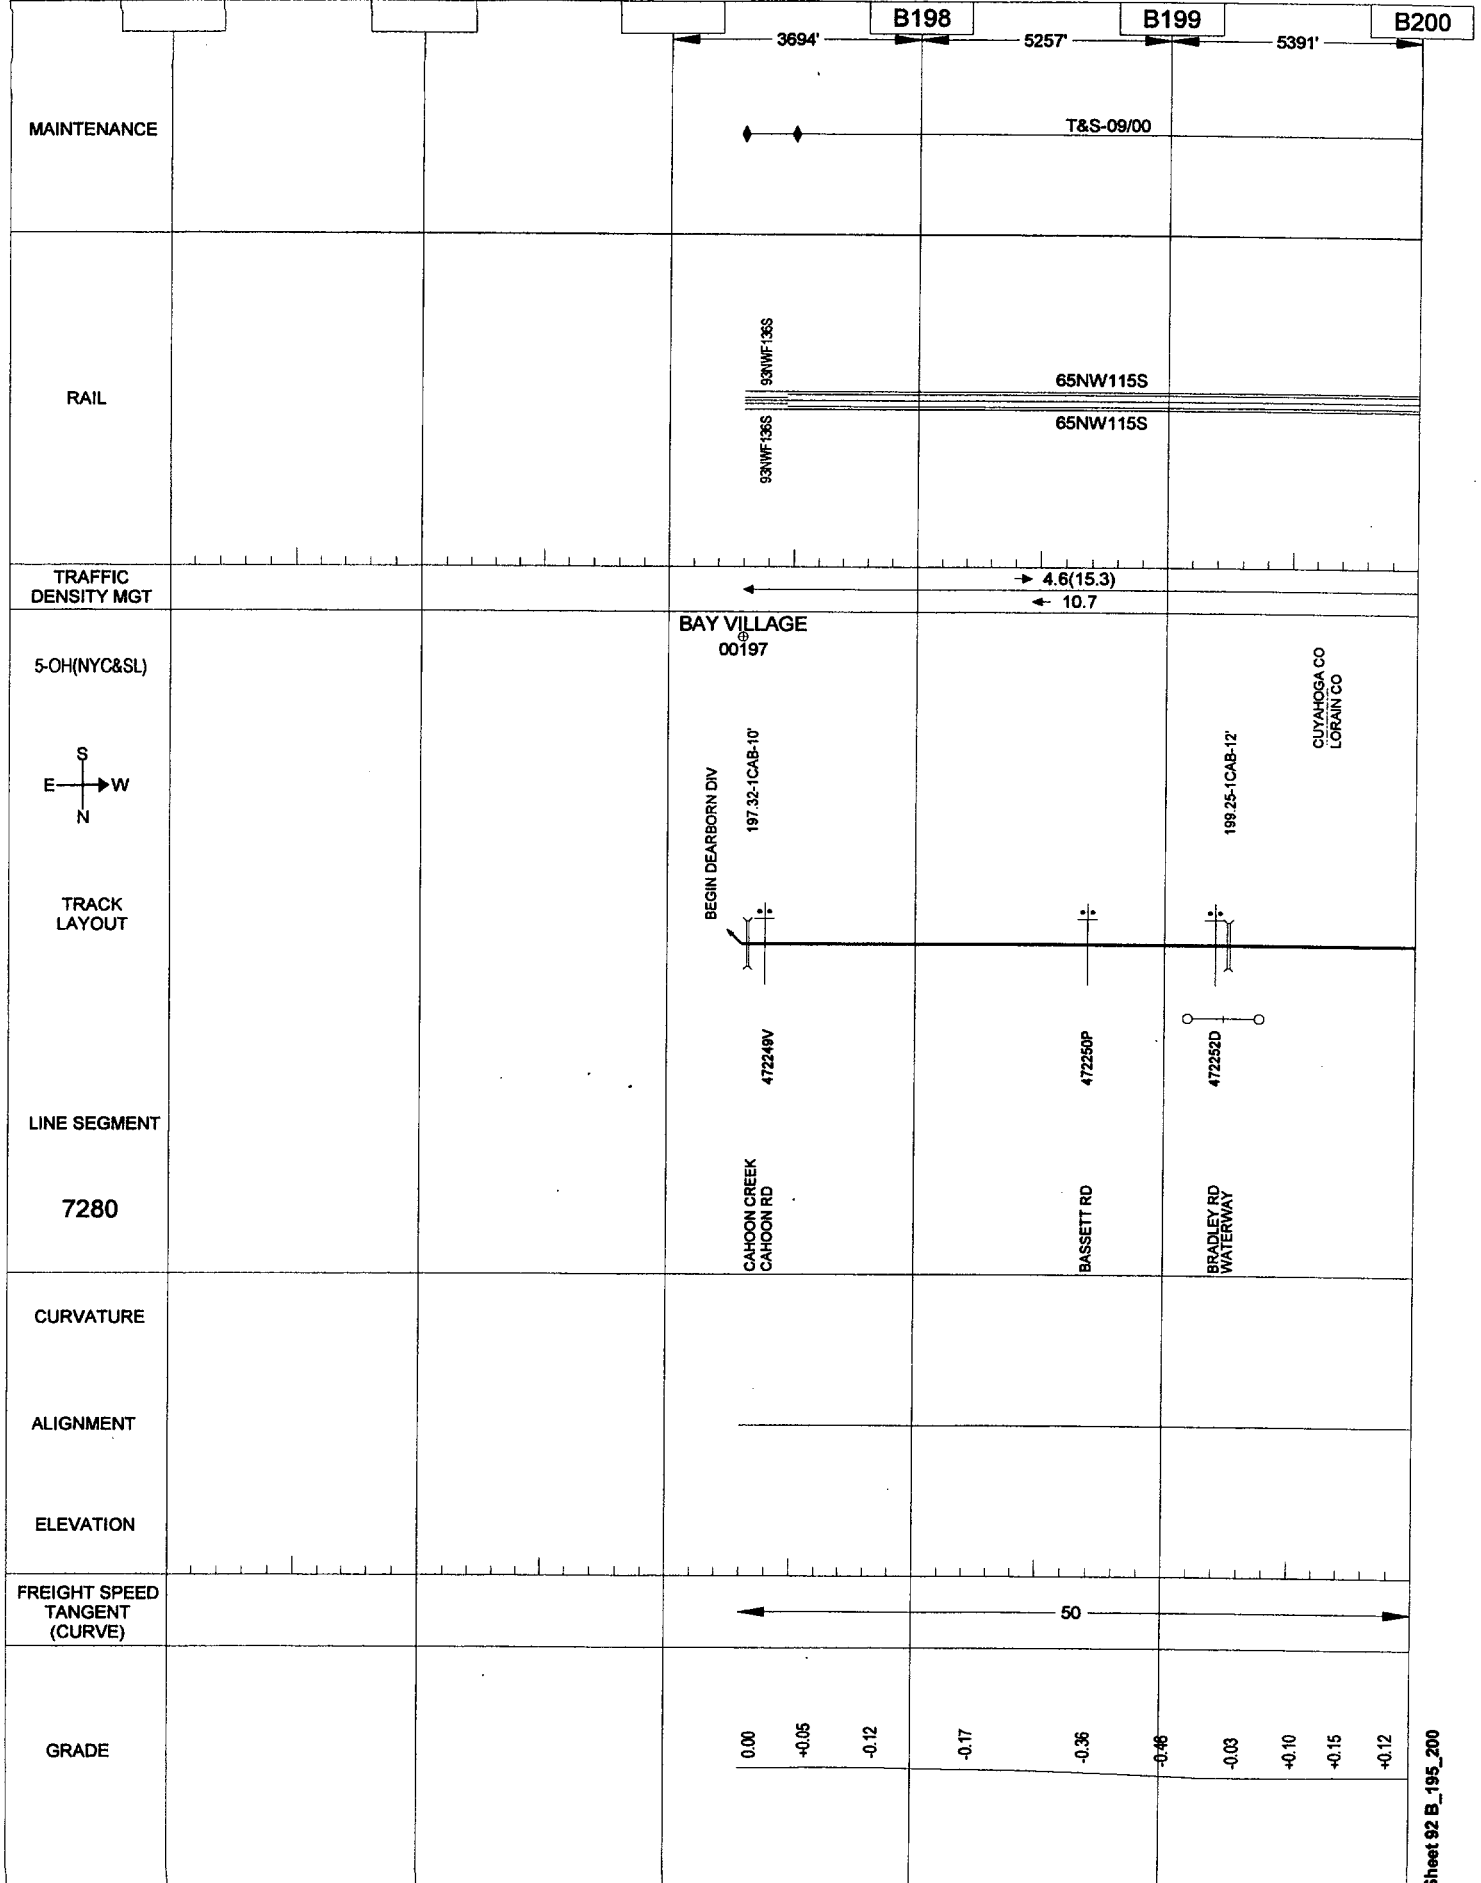 B198
B199
B200
3694'
5257'
5391'
MAINTENANCE
T&S-09/00
RAIL
93NWF136S
93NWF136S
65NW115S
65NW115S
TRAFFIC
DENSITY MGT
4.6(15.3)
10.7
BAY VILLAGE
00197
5-OH(NYC&SL)
S
E
W
N
CUYAHOGA CO
LORAIN CO
BEGIN DEARBORN DIV
197.32-1CAB-10'
199.25-1CAB-12'
TRACK
LAYOUT
472249V
472250P
472252D
LINE SEGMENT
7280
CAHOON CREEK
CAHOON RD
BASSETT RD
BRADLEY RD
WATERWAY
CURVATURE
ALIGNMENT
ELEVATION
FREIGHT SPEED
TANGENT
(CURVE)
50
GRADE
0.00
+0.05
-0.12
-0.17
-0.36
-0.46
-0.03
+0.10
+0.15
+0.12
Sheet 92 B_195_200